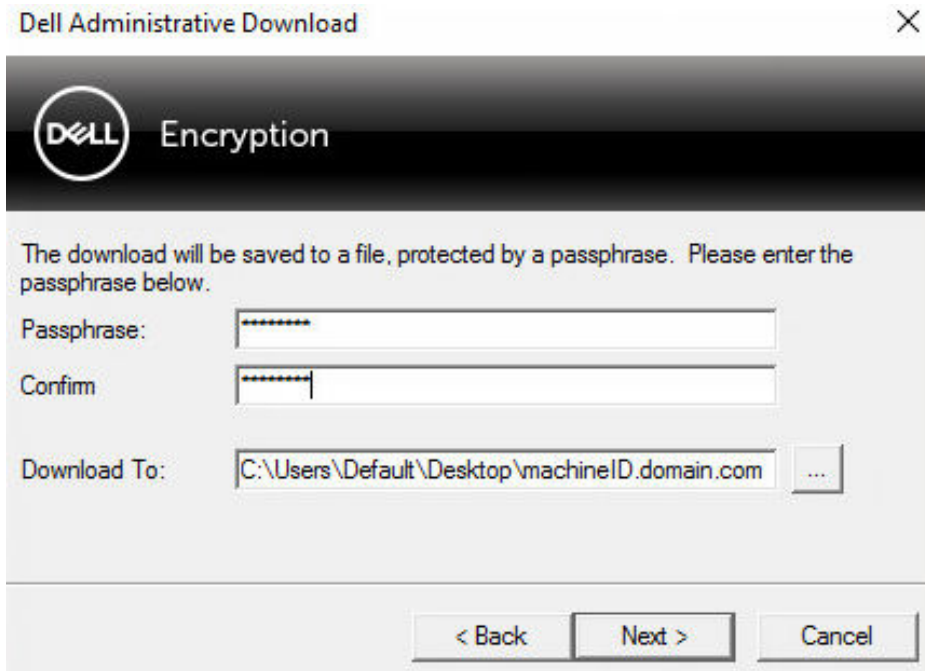 Dell Administrative Download
DELL Encryption
The download will be saved to a file, protected by a passphrase. Please enter the
passphrase below.
Passphrase: ********
Confirm ********
Download To: C:\Users\Default\Desktop\machineID.domain.com ...
< Back Next > Cancel